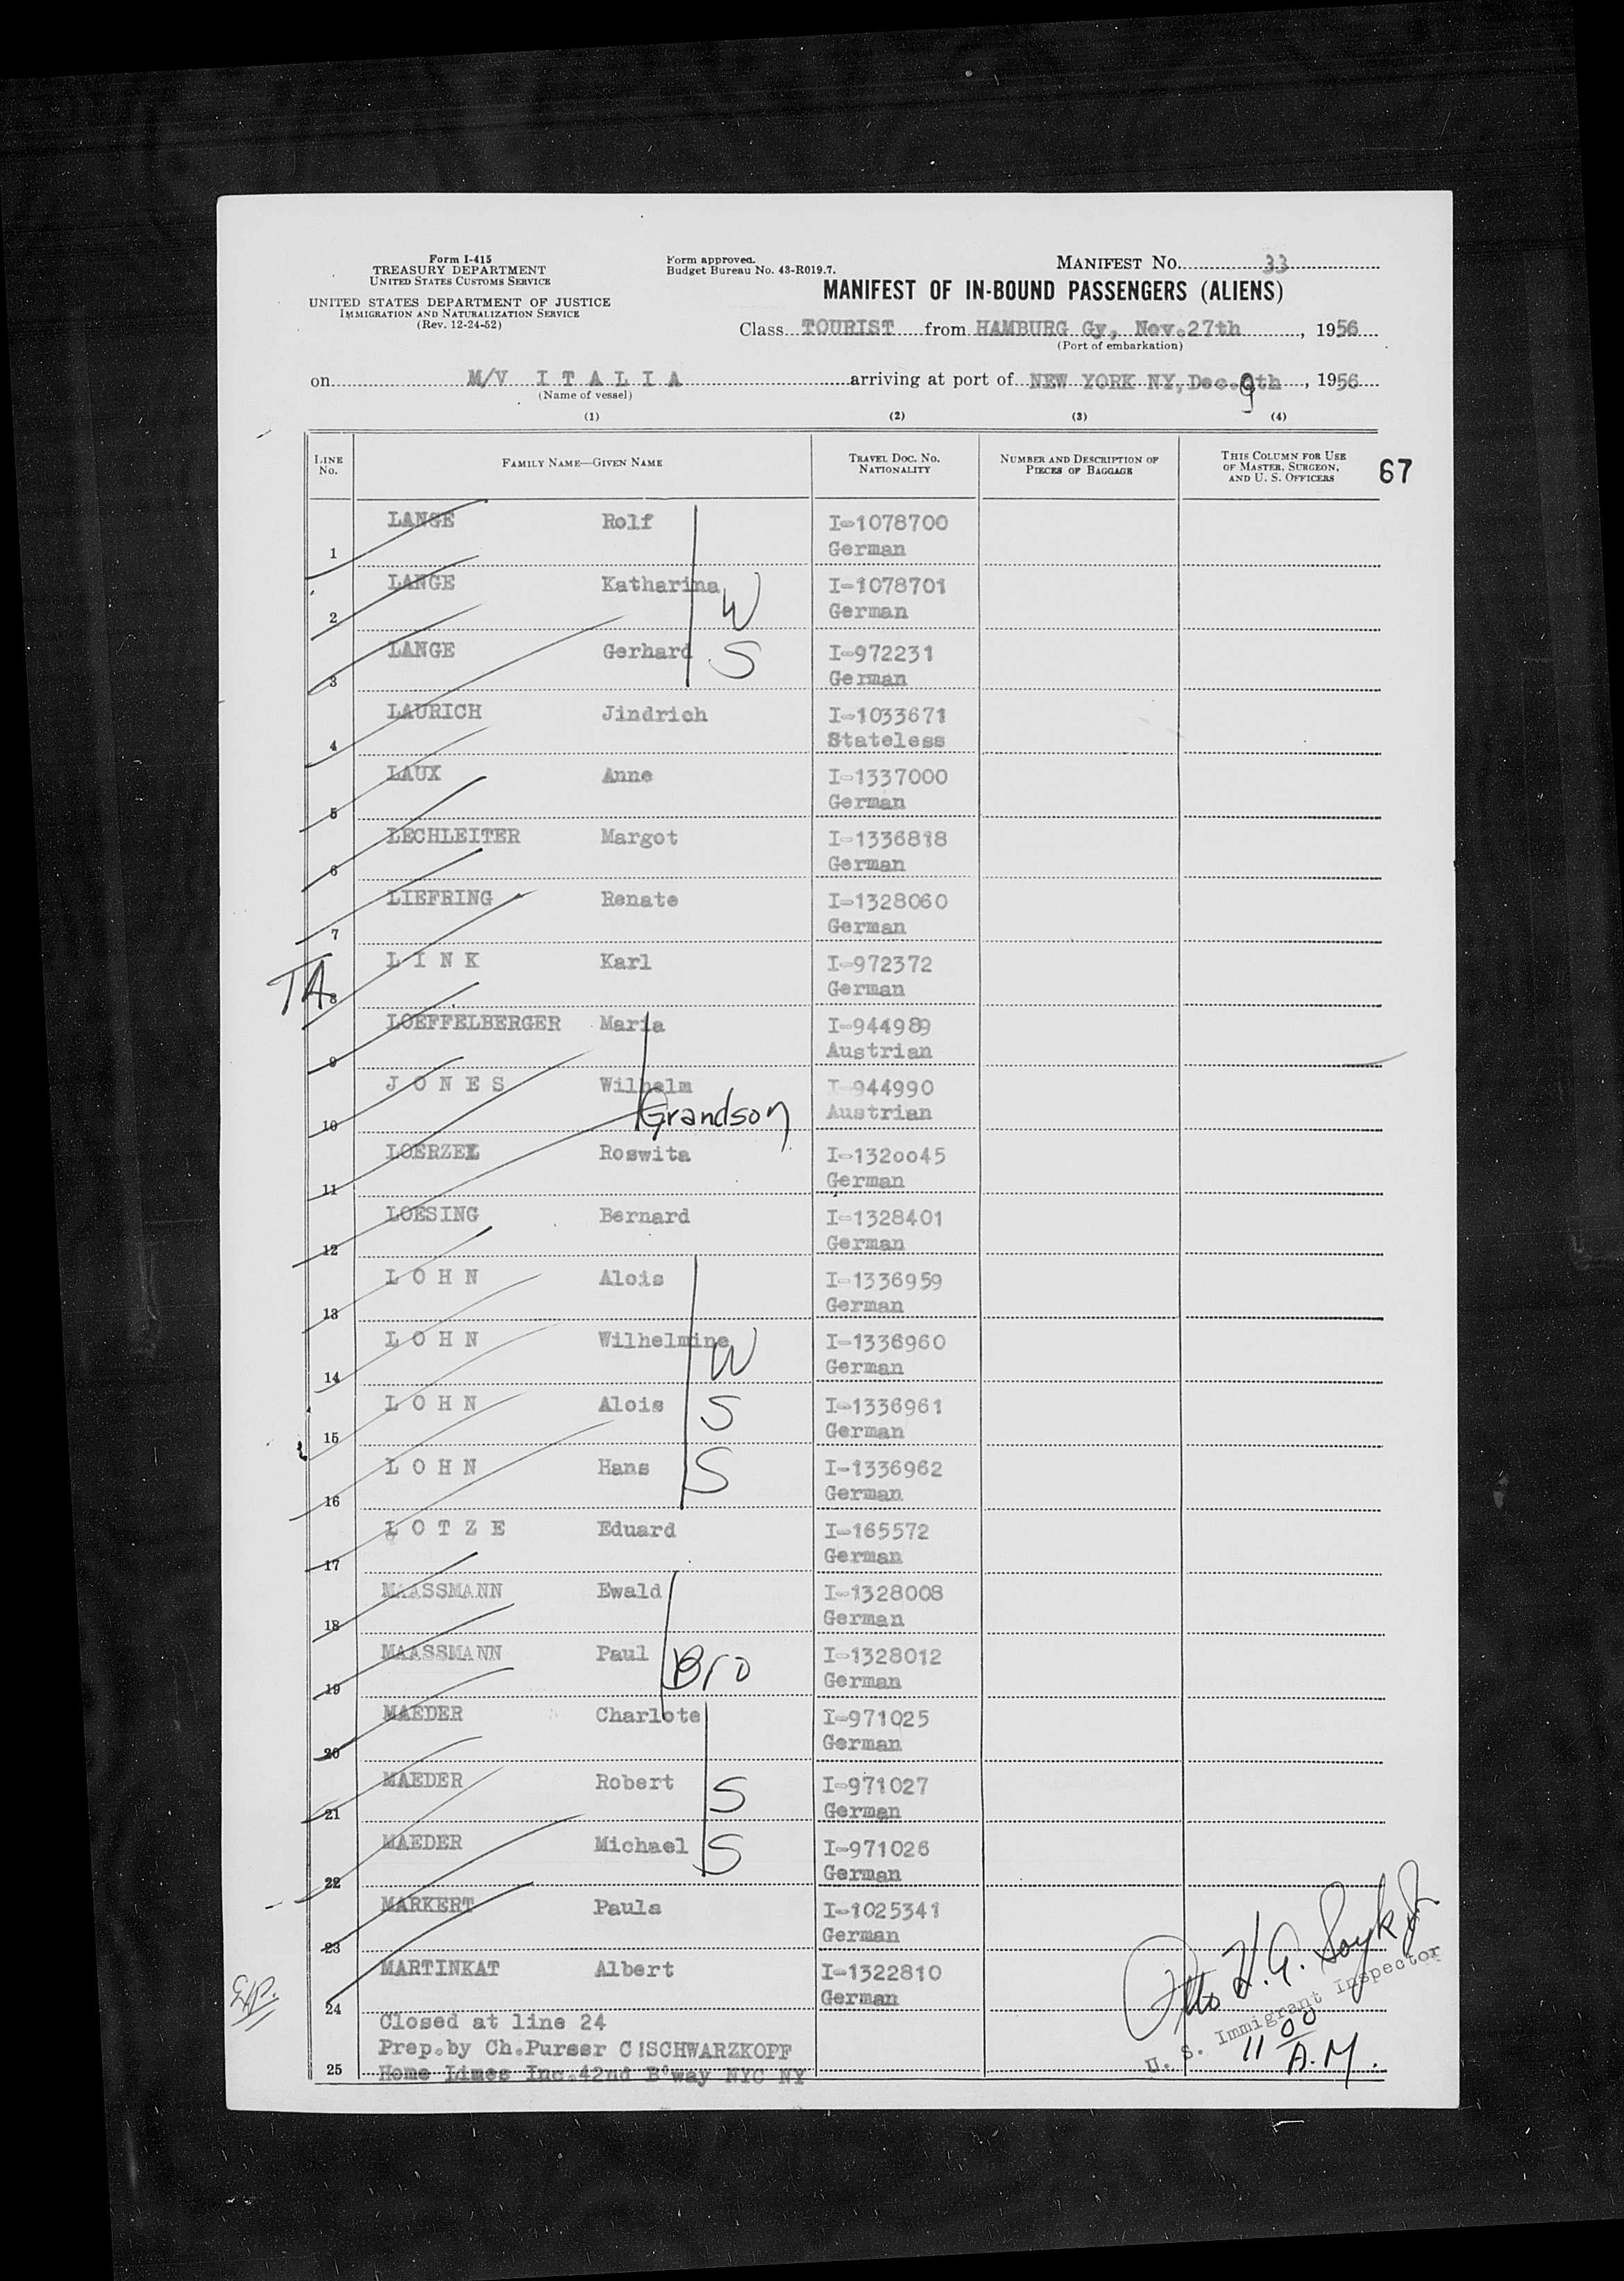 Form I-415
TREASURY DEPARTMENT
UNITED STATES CUSTOMS SERVICE
UNITED STATES DEPARTMENT OF JUSTICE
IMMIGRATION AND NATURALIZATION SERVICE
(Rev. 12-24-52)
Form approved.
Budget Bureau No. 43-R019.7.
MANIFEST NO. 33
MANIFEST OF IN-BOUND PASSENGERS (ALIENS)
Class TOURIST from HAMBURG Gy, Nov.27th, 1956
(Port of embarkation)
on M/V I T A L I A arriving at port of NEW YORK NY, Dec.9th, 1956
(Name of vessel)
(1) (2) (3) (4)
LINE No. FAMILY NAME—GIVEN NAME TRAVEL DOC. NO. NATIONALITY NUMBER AND DESCRIPTION OF PIECES OF BAGGAGE THIS COLUMN FOR USE OF MASTER, SURGEON, AND U. S. OFFICERS
67
1 LANGE Rolf I-1078700
German
2 LANGE Katharina W I-1078701
German
3 LANGE Gerhard S I-972231
German
4 LAURICH Jindrich I-1033671
Stateless
5 LAUX Anne I-1337000
German
6 LECHLEITER Margot I-1336818
German
7 LIEFRING Renate I-1328060
German
TA 8 L I N K Karl I-972372
German
9 LOEFFELBERGER Maria I-944989
Austrian
10 J O N E S Wilhelm Grandson I-944990
Austrian
11 Roswita I-1320045
German
12 LOESING Bernard I-1328401
German
13 L O H N Alois I-1336959
German
14 L O H N Wilhelmine W I-1336960
German
15 L O H N Alois S I-1336961
German
16 L O H N Hans S I-1336962
German
17 L O T Z E Eduard I-165572
German
18 MAASSMANN Ewald I-1328008
German
19 MAASSMANN Paul Bro I-1328012
German
20 MAEDER Charlote I-971025
German
21 MAEDER Robert S I-971027
German
22 MAEDER Michael S I-971026
German
23 MARKERT Paula I-1025341
German
24 MARTINKAT Albert I-1322810
German
Closed at line 24
Prep.by Ch.Purser C!SCHWARZKOPF
25 Home Limes Inc.42nd B'way NYC NY
Otto H.G. Soyk Jr.
U. S. Immigrant Inspector
11 00 A.M.